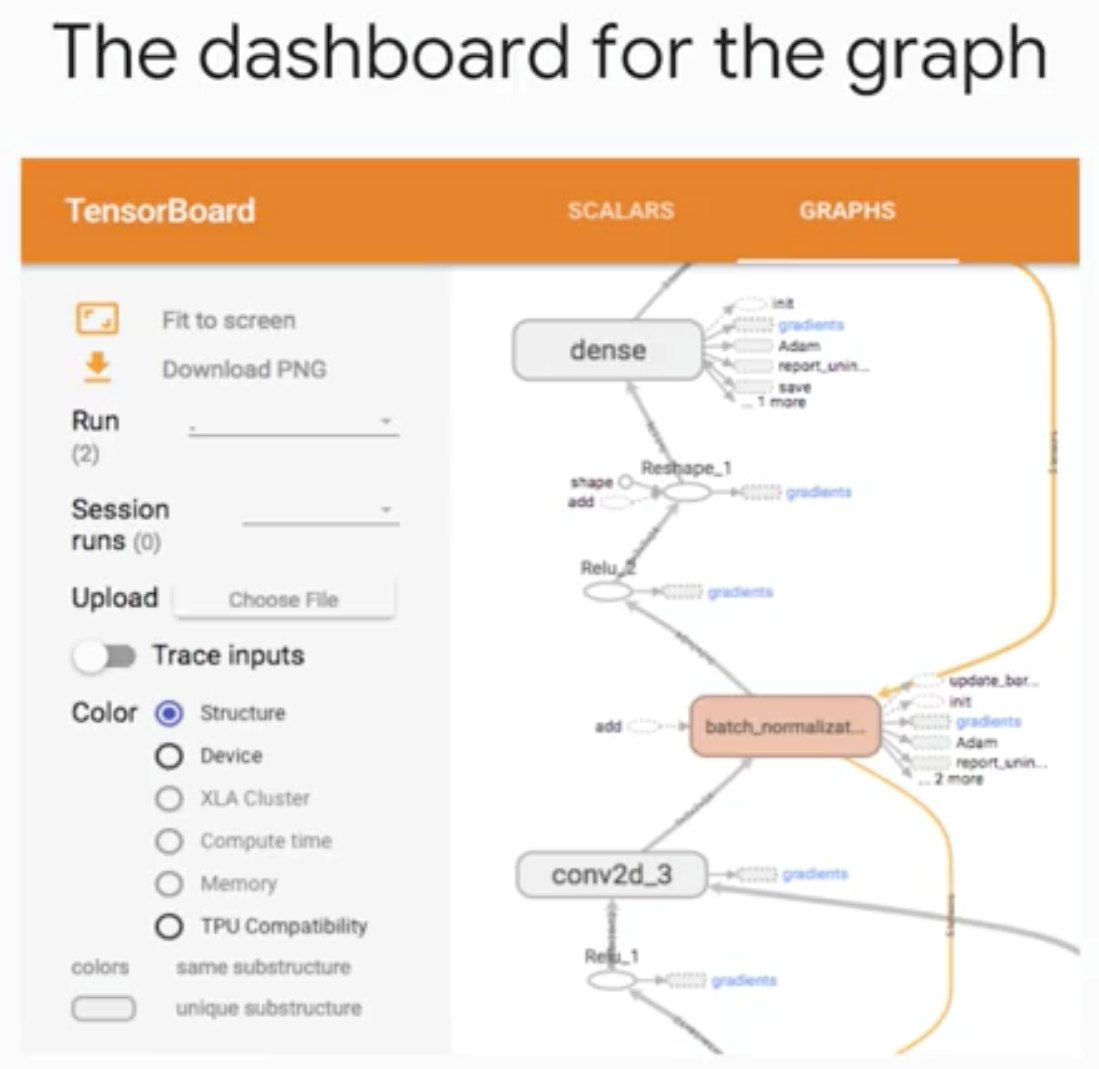 The dashboard for the graph
TensorBoard
SCALARS
GRAPHS
Fit to screen
Download PNG
Run
(2)
.
Session
runs (0)
Upload
Choose File
Trace inputs
Color
Structure
Device
XLA Cluster
Compute time
Memory
TPU Compatibility
colors
same substructure
unique substructure
dense
init
gradients
Adam
report_unin...
save
... 1 more
Reshape_1
shape
add
gradients
Relu_2
gradients
add
batch_normalizat...
update_bar...
init
gradients
Adam
report_unin...
... 2 more
conv2d_3
gradients
Relu_1
gradients